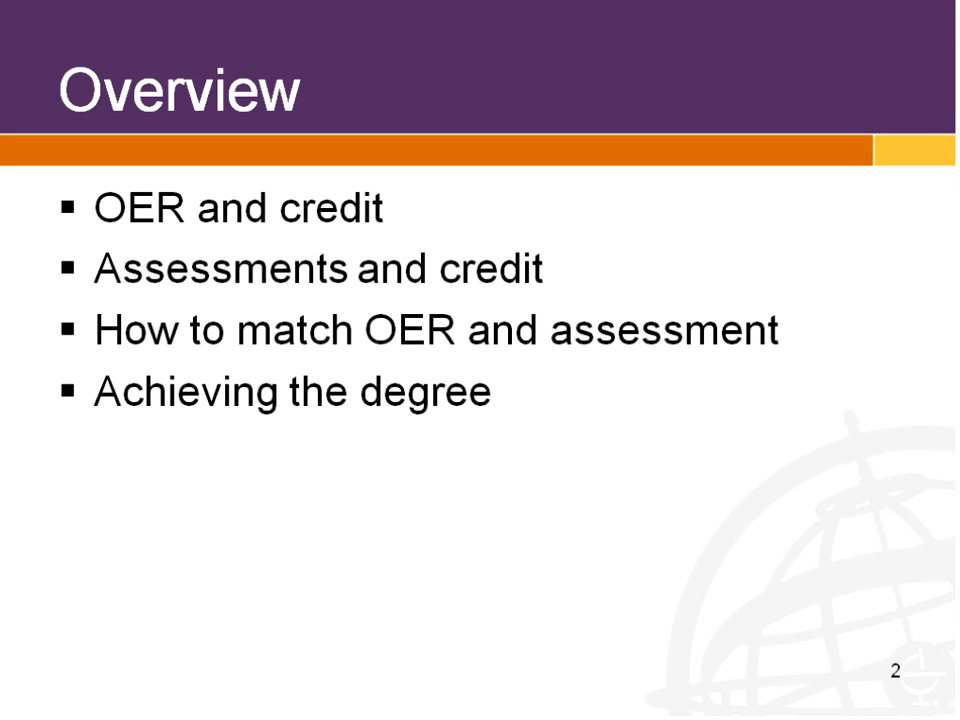 Overview
▪ OER and credit
▪ Assessments and credit
▪ How to match OER and assessment
▪ Achieving the degree
2